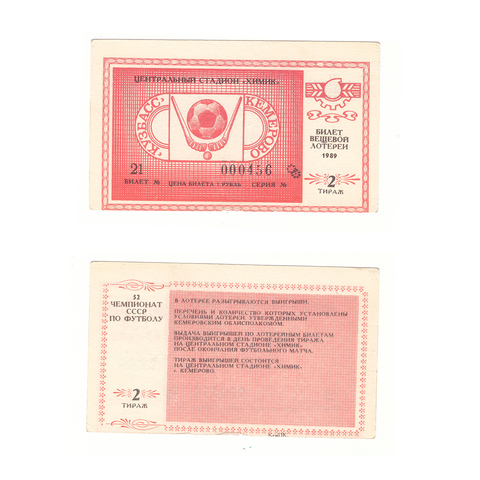 ЦЕНТРАЛЬНЫЙ СТАДИОН «ХИМИК»
«КУЗБАСС»
КЕМЕРОВО
21
000456
БИЛЕТ № ЦЕНА БИЛЕТА 1 РУБЛЬ СЕРИЯ №
БИЛЕТ
ВЕЩЕВОЙ
ЛОТЕРЕИ
1989
2
ТИРАЖ
52
ЧЕМПИОНАТ
СССР
ПО ФУТБОЛУ
2
ТИРАЖ
В ЛОТЕРЕЕ РАЗЫГРЫВАЮТСЯ ВЫИГРЫШИ.
ПЕРЕЧЕНЬ И КОЛИЧЕСТВО КОТОРЫХ УСТАНОВЛЕНЫ
УСЛОВИЯМИ ЛОТЕРЕИ, УТВЕРЖДЕННЫМИ
КЕМЕРОВСКИМ ОБЛИСПОЛКОМОМ.
ВЫДАЧА ВЫИГРЫШЕЙ ПО ЛОТЕРЕЙНЫМ БИЛЕТАМ
ПРОИЗВОДИТСЯ В ДЕНЬ ПРОВЕДЕНИЯ ТИРАЖА
НА ЦЕНТРАЛЬНОМ СТАДИОНЕ «ХИМИК»
ПОСЛЕ ОКОНЧАНИЯ ФУТБОЛЬНОГО МАТЧА.
ТИРАЖ ВЫИГРЫШЕЙ СОСТОИТСЯ
НА ЦЕНТРАЛЬНОМ СТАДИОНЕ «ХИМИК»
г. КЕМЕРОВО.